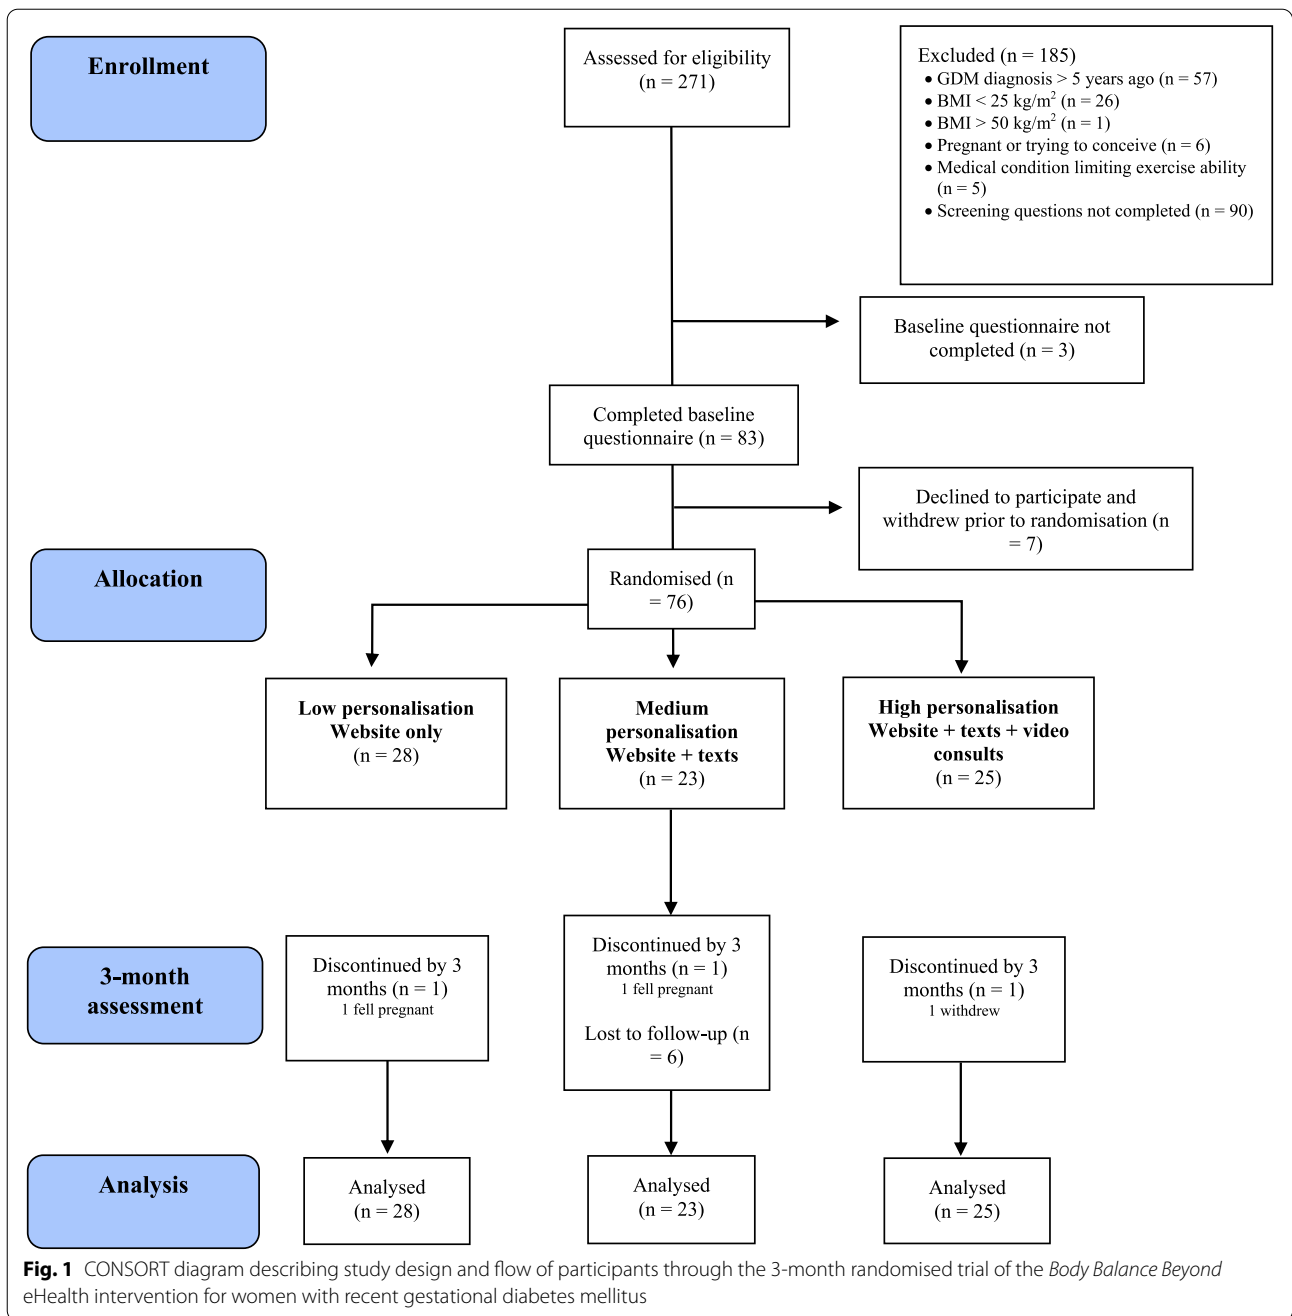 Enrollment
Assessed for eligibility
(n = 271)
Excluded (n = 185)
• GDM diagnosis > 5 years ago (n = 57)
• BMI < 25 kg/m² (n = 26)
• BMI > 50 kg/m² (n = 1)
• Pregnant or trying to conceive (n = 6)
• Medical condition limiting exercise ability
(n = 5)
• Screening questions not completed (n = 90)
Baseline questionnaire not
completed (n = 3)
Completed baseline
questionnaire (n = 83)
Declined to participate and
withdrew prior to randomisation (n
= 7)
Allocation
Randomised (n
= 76)
Low personalisation
Website only
(n = 28)
Medium
personalisation
Website + texts
(n = 23)
High personalisation
Website + texts + video
consults
(n = 25)
3-month
assessment
Discontinued by 3
months (n = 1)
1 fell pregnant
Discontinued by 3
months (n = 1)
1 fell pregnant
Lost to follow-up (n
= 6)
Discontinued by 3
months (n = 1)
1 withdrew
Analysis
Analysed
(n = 28)
Analysed
(n = 23)
Analysed
(n = 25)
Fig. 1 CONSORT diagram describing study design and flow of participants through the 3-month randomised trial of the Body Balance Beyond
eHealth intervention for women with recent gestational diabetes mellitus